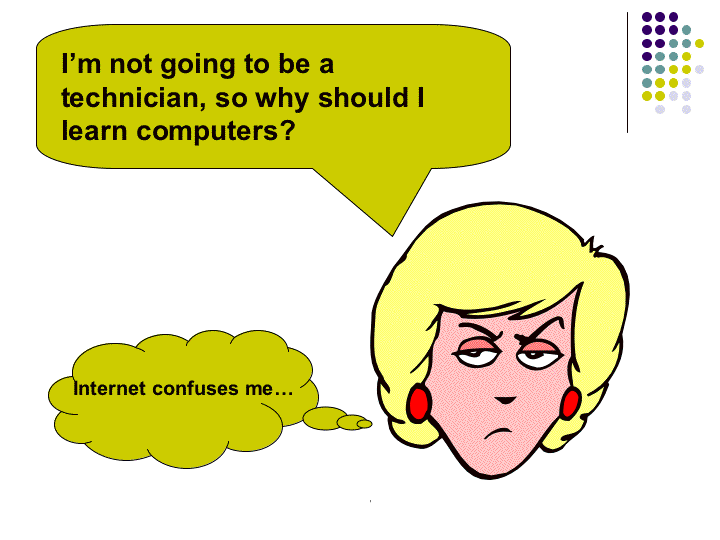 I’m not going to be a
technician, so why should I
learn computers?
Internet confuses me…